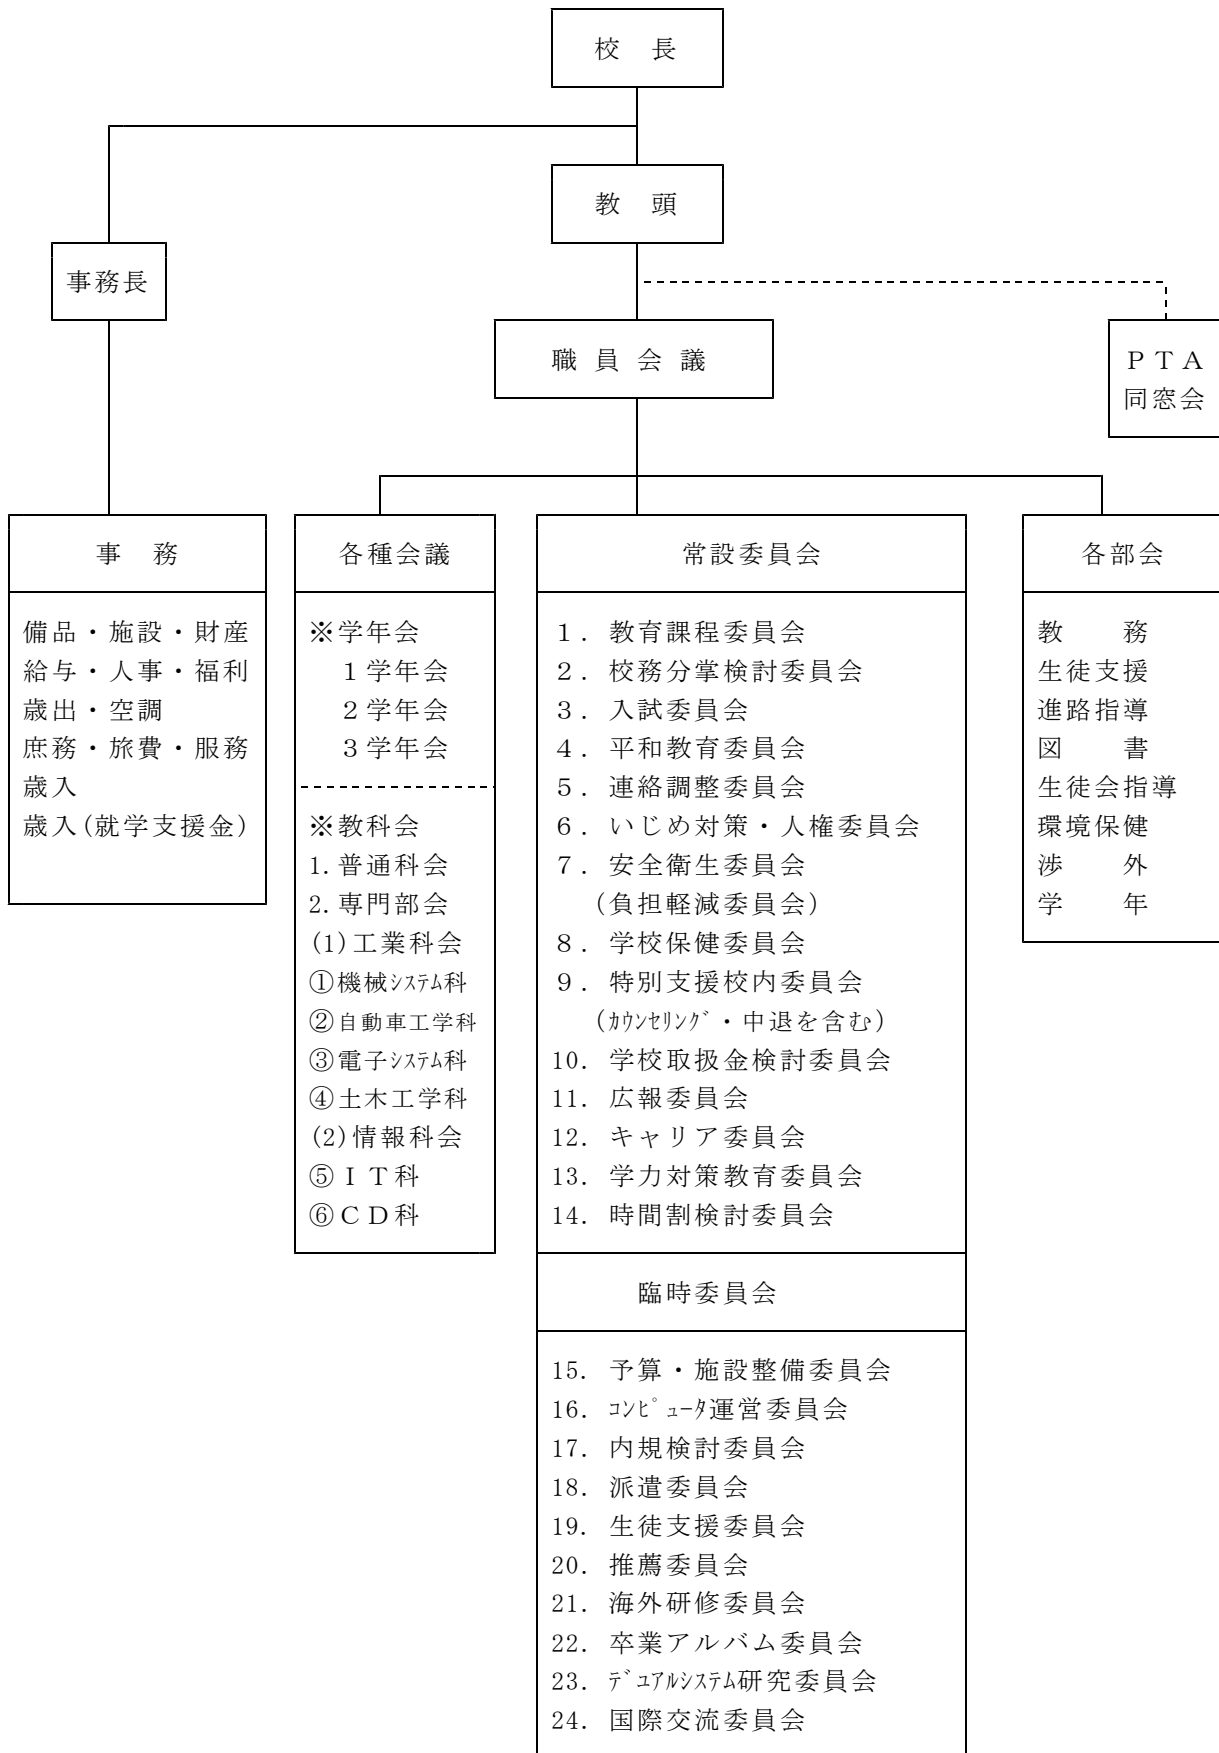 校　長
教　頭
事務長
職 員 会 議
ＰＴＡ
同窓会
事　務
備品・施設・財産
給与・人事・福利
歳出・空調
庶務・旅費・服務
歳入
歳入(就学支援金)
各種会議
※学年会
１学年会
２学年会
３学年会
※教科会
1.普通科会
2.専門部会
(1)工業科会
①機械ｼｽﾃﾑ科
②自動車工学科
③電子ｼｽﾃﾑ科
④土木工学科
(2)情報科会
⑤ＩＴ科
⑥ＣＤ科
常設委員会
１．教育課程委員会
２．校務分掌検討委員会
３．入試委員会
４．平和教育委員会
５．連絡調整委員会
６．いじめ対策・人権委員会
７．安全衛生委員会
（負担軽減委員会）
８．学校保健委員会
９．特別支援校内委員会
（ｶｳﾝｾﾘﾝｸﾞ・中退を含む）
10．学校取扱金検討委員会
11．広報委員会
12．キャリア委員会
13．学力対策教育委員会
14．時間割検討委員会
臨時委員会
15．予算・施設整備委員会
16．ｺﾝﾋﾟｭｰﾀ運営委員会
17．内規検討委員会
18．派遣委員会
19．生徒支援委員会
20．推薦委員会
21．海外研修委員会
22．卒業アルバム委員会
23．ﾃﾞｭｱﾙｼｽﾃﾑ研究委員会
24．国際交流委員会
各部会
教　　務
生徒支援
進路指導
図　　書
生徒会指導
環境保健
渉　　外
学　　年